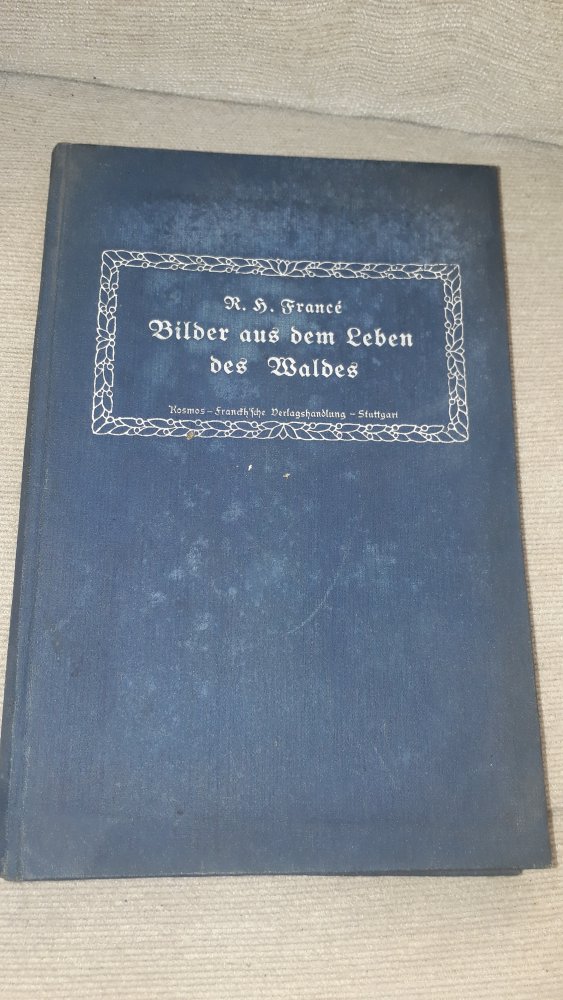 R. H. Francé
Bilder aus dem Leben
des Waldes
Kosmos – Franckh'sche Verlagshandlung – Stuttgart